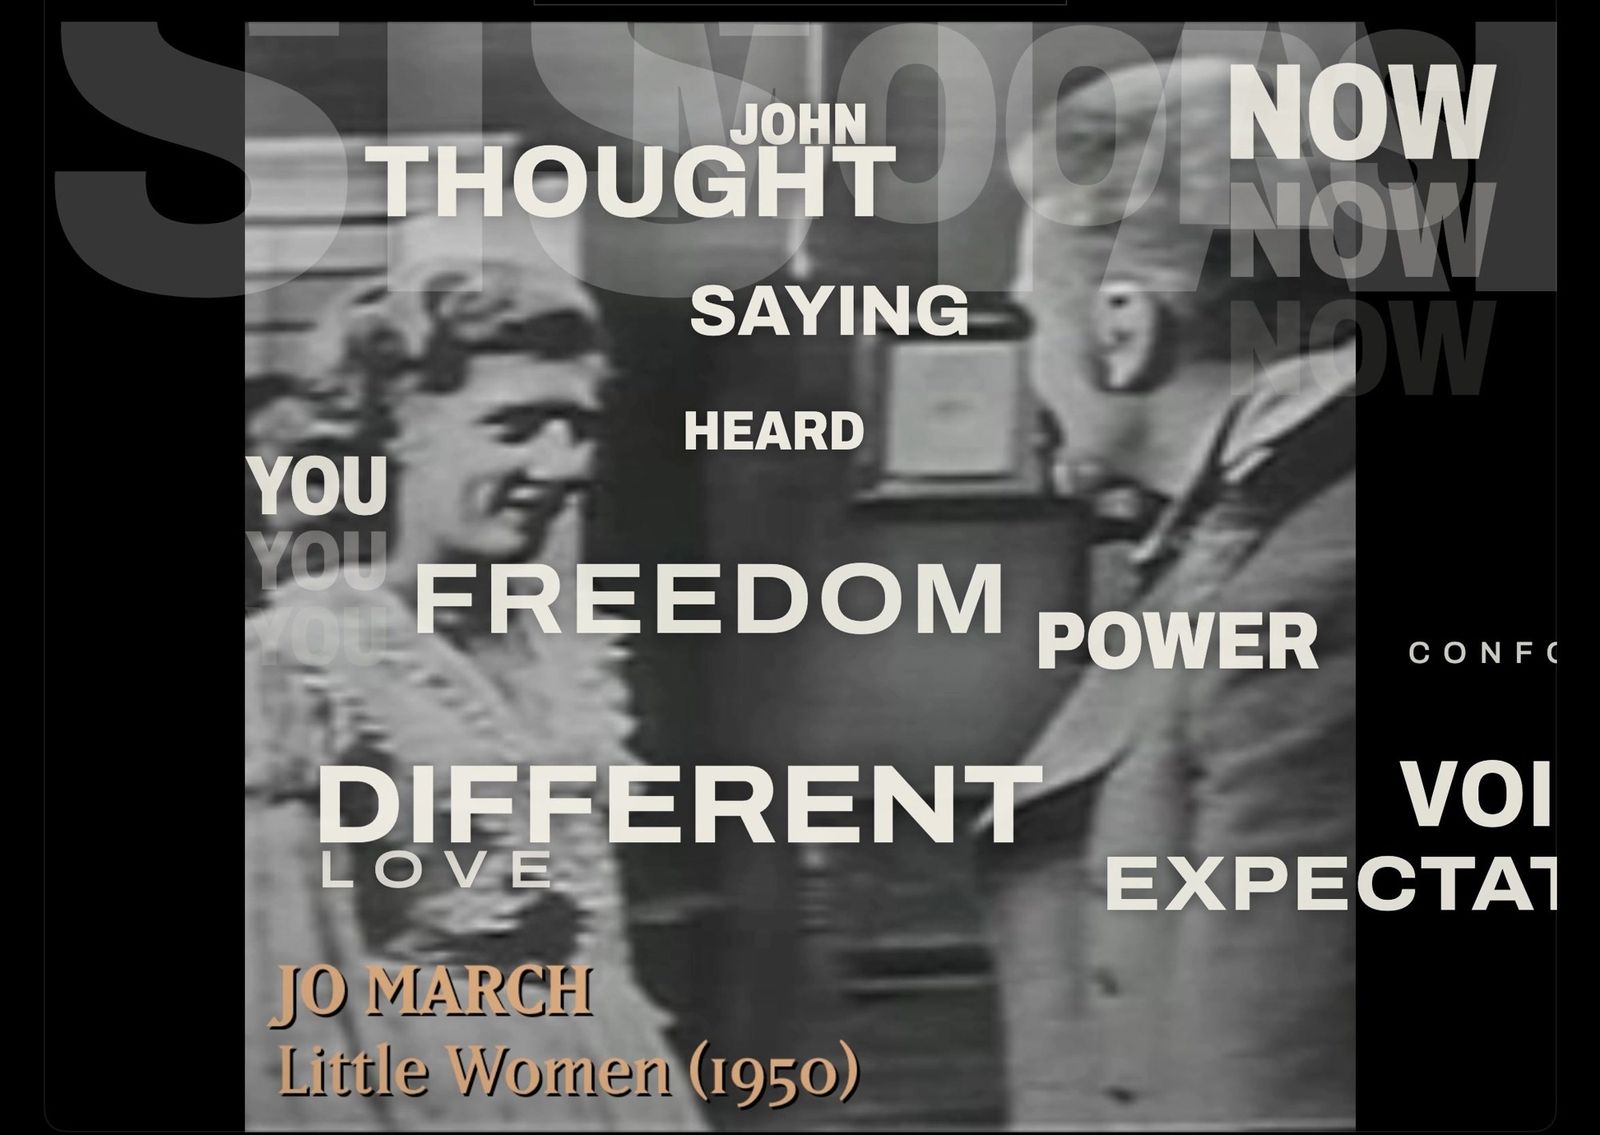 JOHN
THOUGHT
NOW
NOW
NOW
SAYING
HEARD
YOU
YOU
YOU
FREEDOM
POWER
CONFO
DIFFERENT
VOI
LOVE
EXPECTAT
JO MARCH
Little Women (1950)